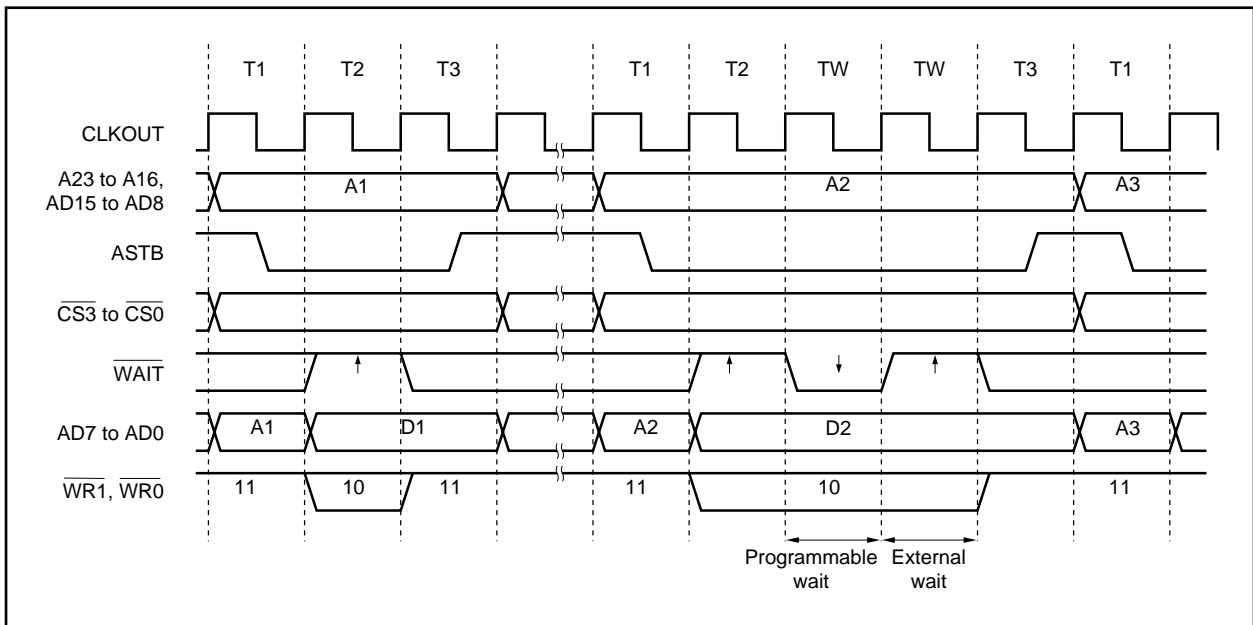 T1 T2 T3 T1 T2 TW TW T3 T1
CLKOUT
A23 to A16,
AD15 to AD8
A1 A2 A3
ASTB
CS3 to CS0
WAIT
AD7 to AD0
A1 D1 A2 D2 A3
WR1, WR0
11 10 11 11 10 11
Programmable
wait
External
wait